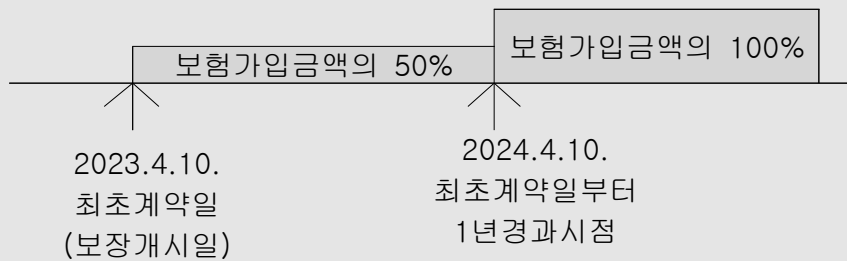 보험가입금액의 50%
보험가입금액의 100%
2023.4.10.
최초계약일
(보장개시일)
2024.4.10.
최초계약일부터
1년경과시점